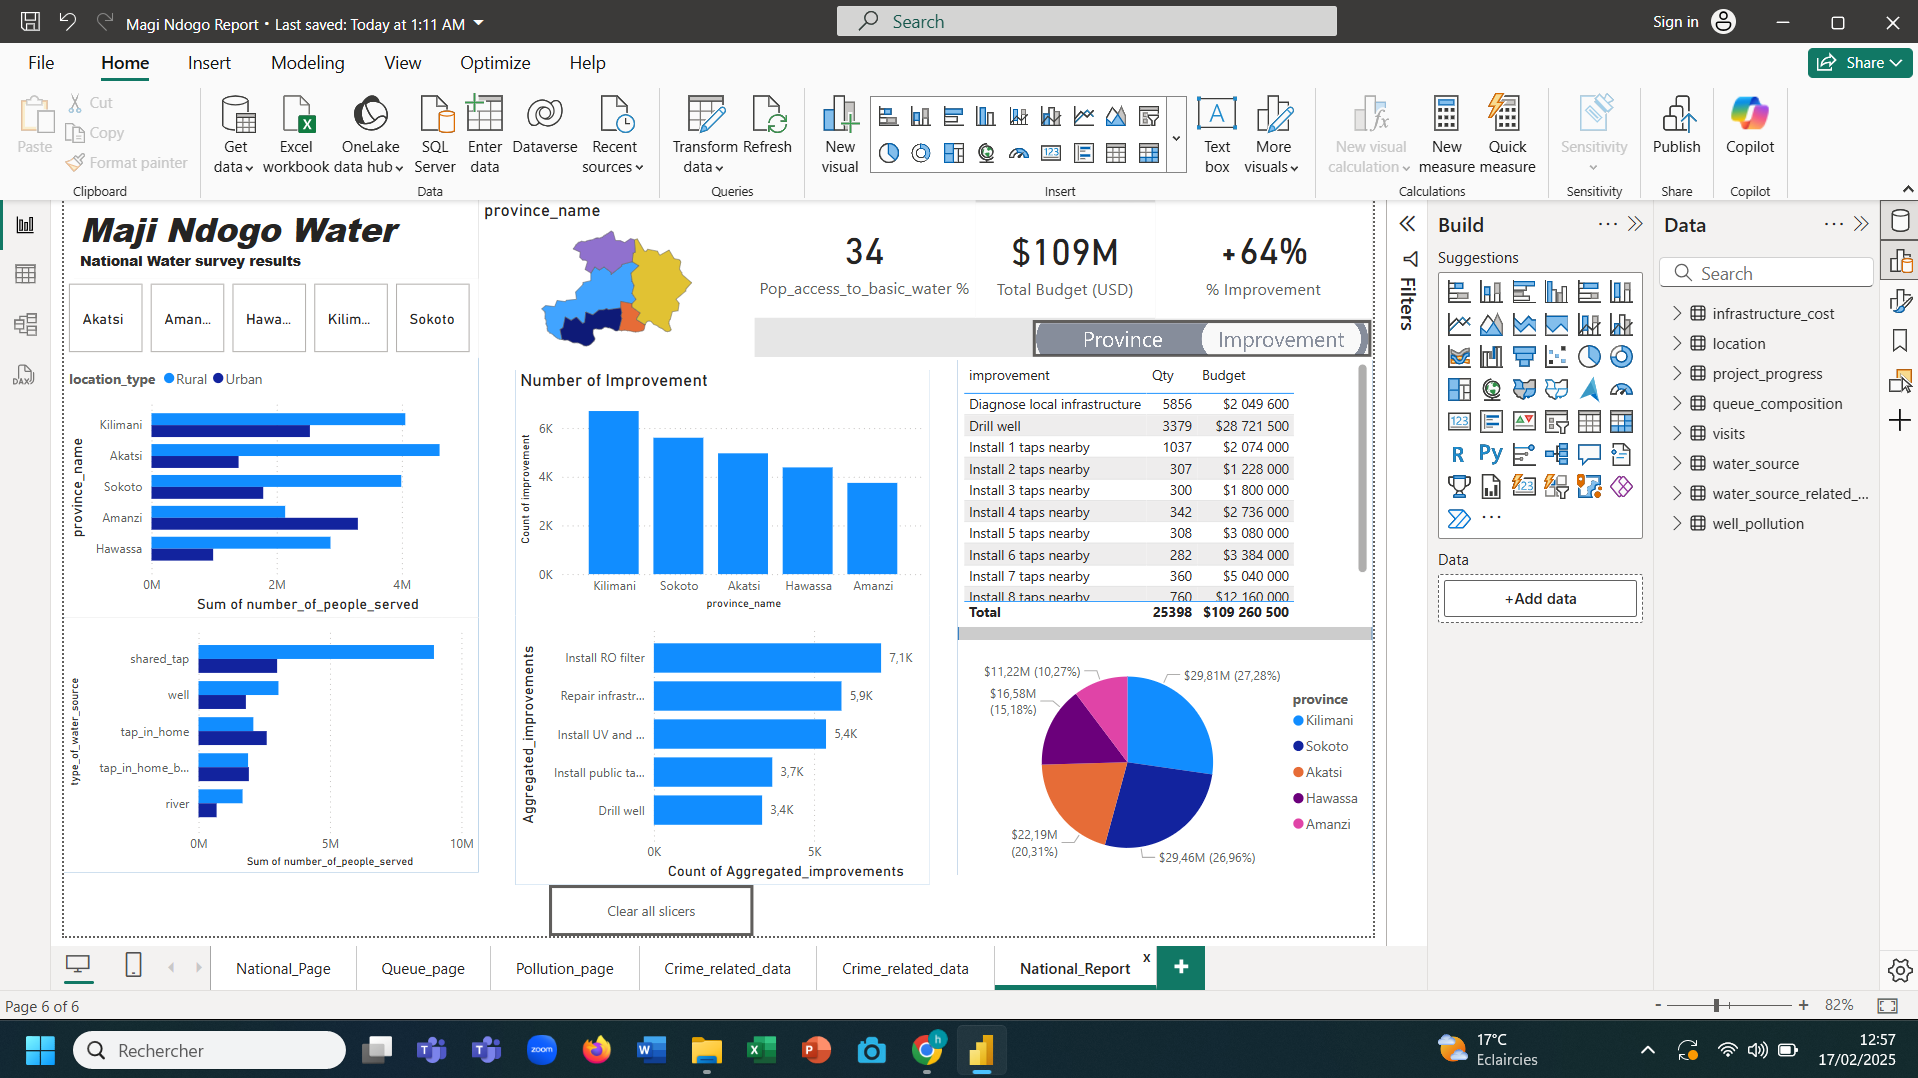 Magi Ndogo Report • Last saved: Today at 1:11 AM
Search
Sign in
File
Home
Insert
Modeling
View
Optimize
Help
Share
Paste
Cut
Copy
Format painter
Clipboard
Get data
Excel workbook
OneLake data hub
SQL Server
Enter data
Dataverse
Recent sources
Data
Transform data
Refresh
Queries
New visual
Text box
More visuals
Insert
New visual calculation
New measure
Quick measure
Calculations
Sensitivity
Sensitivity
Publish
Share
Copilot
Copilot
Maji Ndogo Water
National Water survey results
Akatsi
Aman...
Hawa...
Kilim...
Sokoto
province_name
34
Pop_access_to_basic_water %
$109M
Total Budget (USD)
+64%
% Improvement
Province
Improvement
location_type Rural Urban
province_name
Kilimani
Akatsi
Sokoto
Amanzi
Hawassa
0M 2M 4M
Sum of number_of_people_served
type_of_water_source
shared_tap
well
tap_in_home
tap_in_home_b...
river
0M 5M 10M
Sum of number_of_people_served
Number of Improvement
Count of improvement
6K
4K
2K
0K
Kilimani Sokoto Akatsi Hawassa Amanzi
province_name
Aggregated_improvements
Install RO filter 7,1K
Repair infrastr... 5,9K
Install UV and ... 5,4K
Install public ta... 3,7K
Drill well 3,4K
0K 5K
Count of Aggregated_improvements
Clear all slicers
improvement Qty Budget
Diagnose local infrastructure 5856 $2 049 600
Drill well 3379 $28 721 500
Install 1 taps nearby 1037 $2 074 000
Install 2 taps nearby 307 $1 228 000
Install 3 taps nearby 300 $1 800 000
Install 4 taps nearby 342 $2 736 000
Install 5 taps nearby 308 $3 080 000
Install 6 taps nearby 282 $3 384 000
Install 7 taps nearby 360 $5 040 000
Install 8 taps nearby 760 $12 160 000
Total 25398 $109 260 500
$11,22M (10,27%)
$29,81M (27,28%)
$16,58M
(15,18%)
$22,19M
(20,31%)
$29,46M (26,96%)
province
Kilimani
Sokoto
Akatsi
Hawassa
Amanzi
Filters
Build
Suggestions
R
Py
123
Data
+Add data
Data
Search
infrastructure_cost
location
project_progress
queue_composition
visits
water_source
water_source_related_...
well_pollution
National_Page
Queue_page
Pollution_page
Crime_related_data
Crime_related_data
National_Report
x
+
Page 6 of 6
- + 82%
Rechercher
zoom
17°C
Eclaircies
12:57
17/02/2025